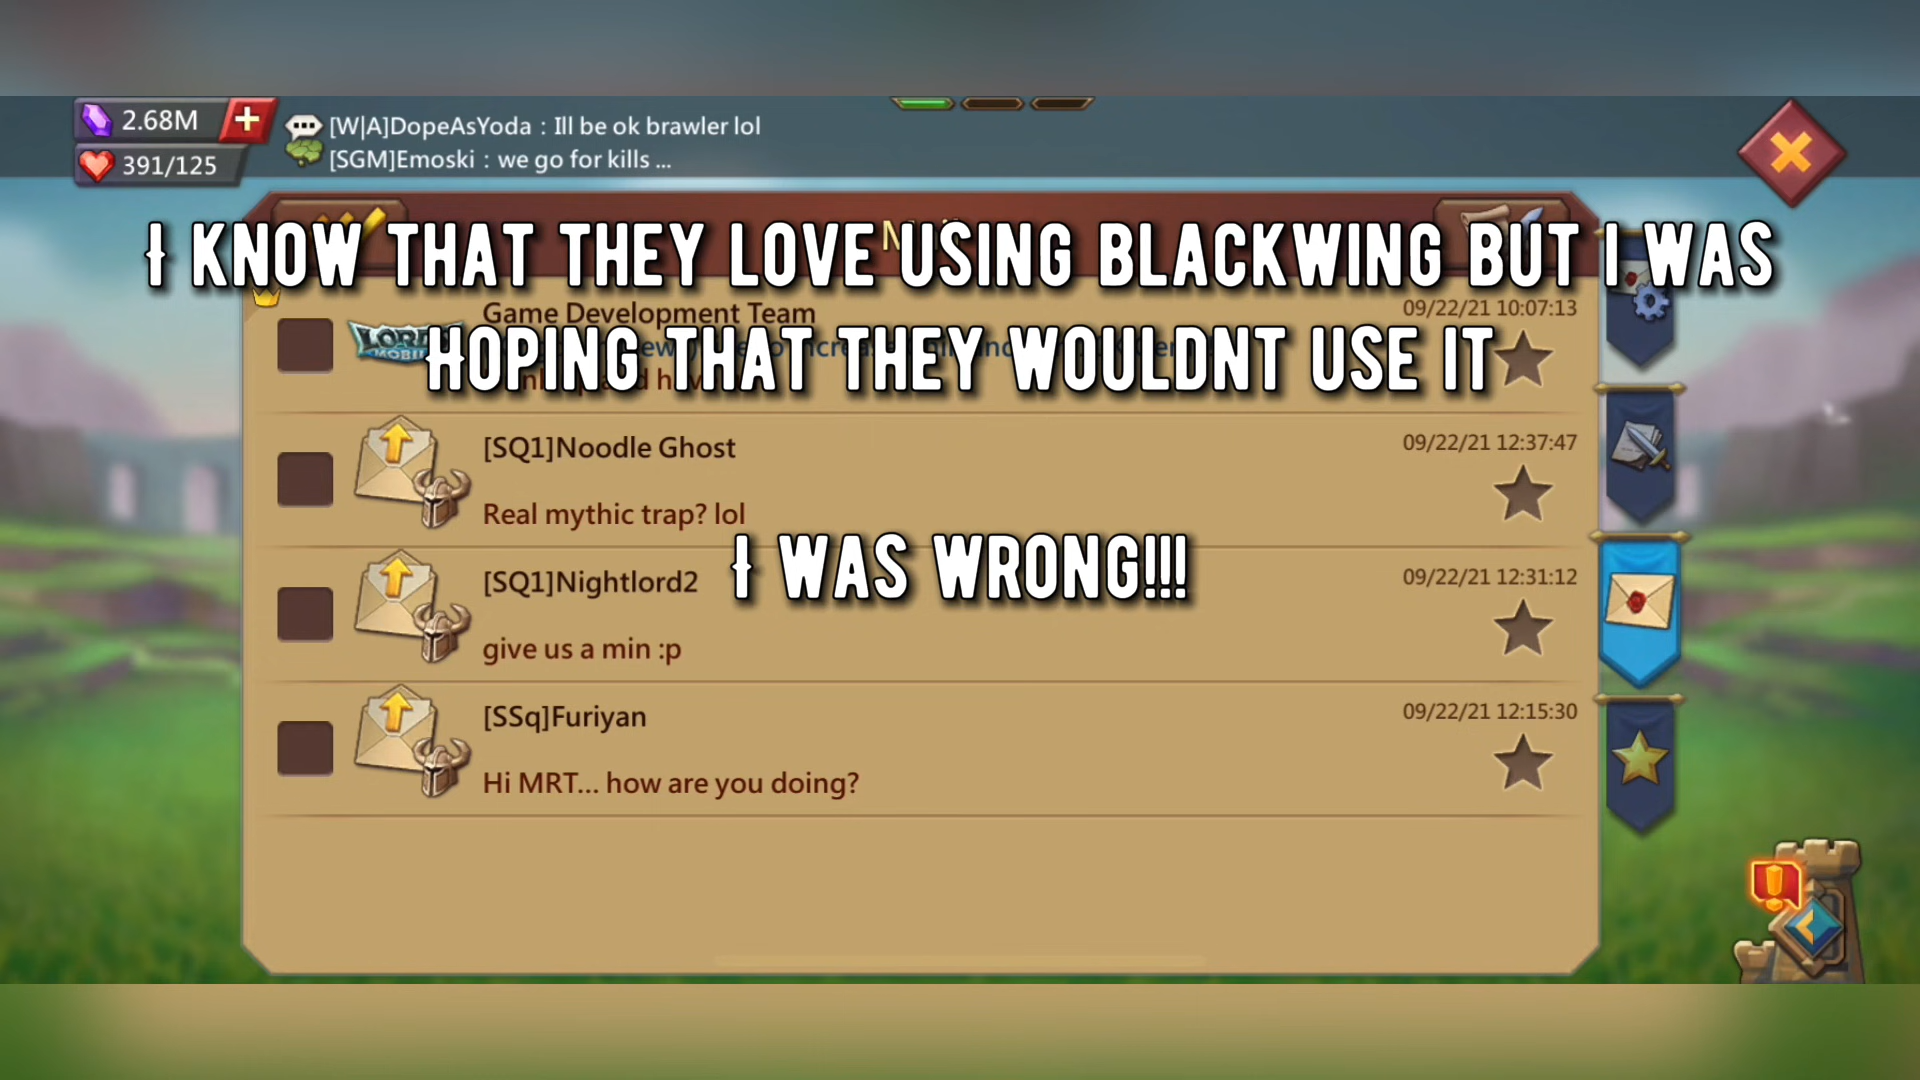 2.68M
391/125
[W|A]DopeAsYoda : Ill be ok brawler lol
[SGM]Emoski : we go for kills ...
I KNOW THAT THEY LOVE USING BLACKWING BUT I WAS
HOPING THAT THEY WOULDNT USE IT
I WAS WRONG!!!
Game Development Team
09/22/21 10:07:13
LORDS MOBILE
[SQ1]Noodle Ghost
09/22/21 12:37:47
Real mythic trap? lol
[SQ1]Nightlord2
09/22/21 12:31:12
give us a min :p
[SSq]Furiyan
09/22/21 12:15:30
Hi MRT... how are you doing?